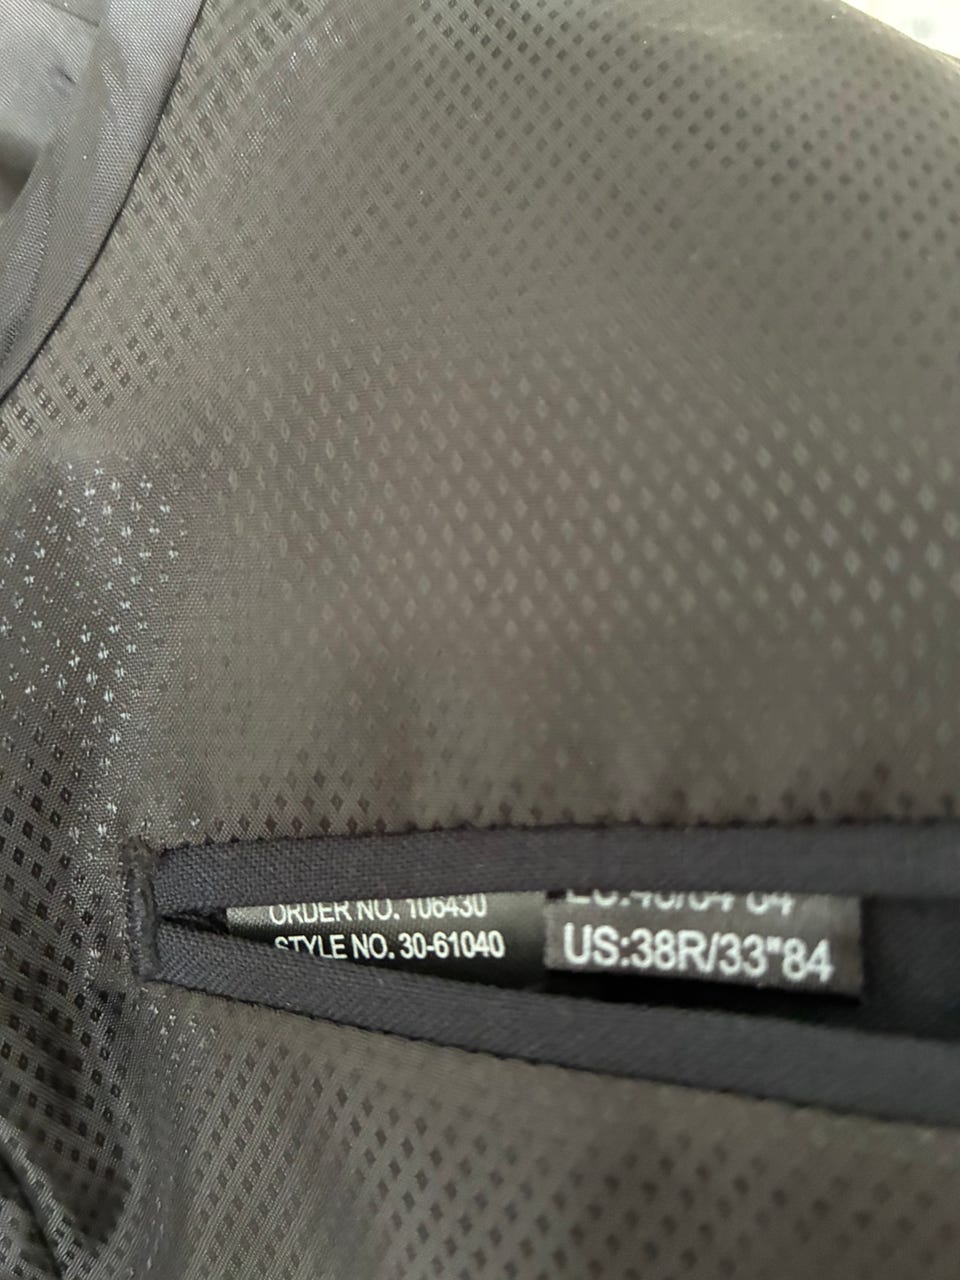 ORDER NO. 106430
STYLE NO. 30-61040
US:38R/33"84